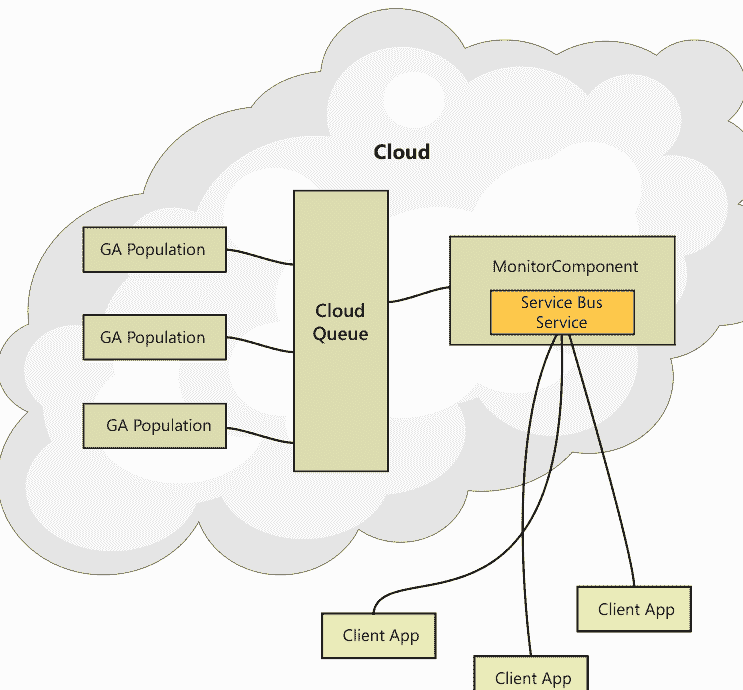 Cloud
GA Population
GA Population
GA Population
Cloud
Queue
MonitorComponent
Service Bus
Service
Client App
Client App
Client App